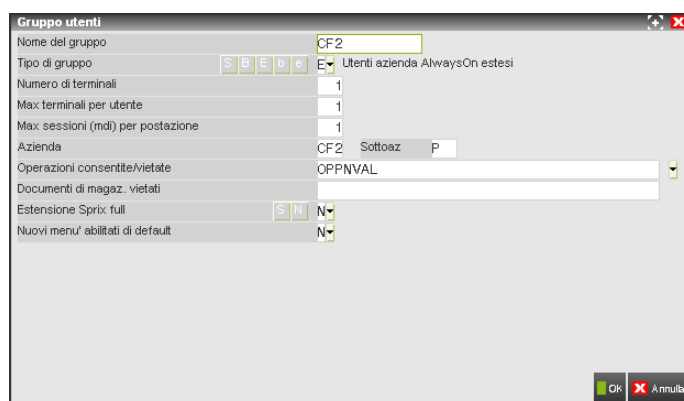 Gruppo utenti
Nome del gruppo CF2
Tipo di gruppo S B E b e E Utenti azienda AlwaysOn estesi
Numero di terminali 1
Max terminali per utente 1
Max sessioni (mdi) per postazione 1
Azienda CF2 Sottoaz P
Operazioni consentite/vietate OPPNVAL
Documenti di magaz. vietati
Estensione Sprix full S N N
Nuovi menu' abilitati di default N
Ok Annulla